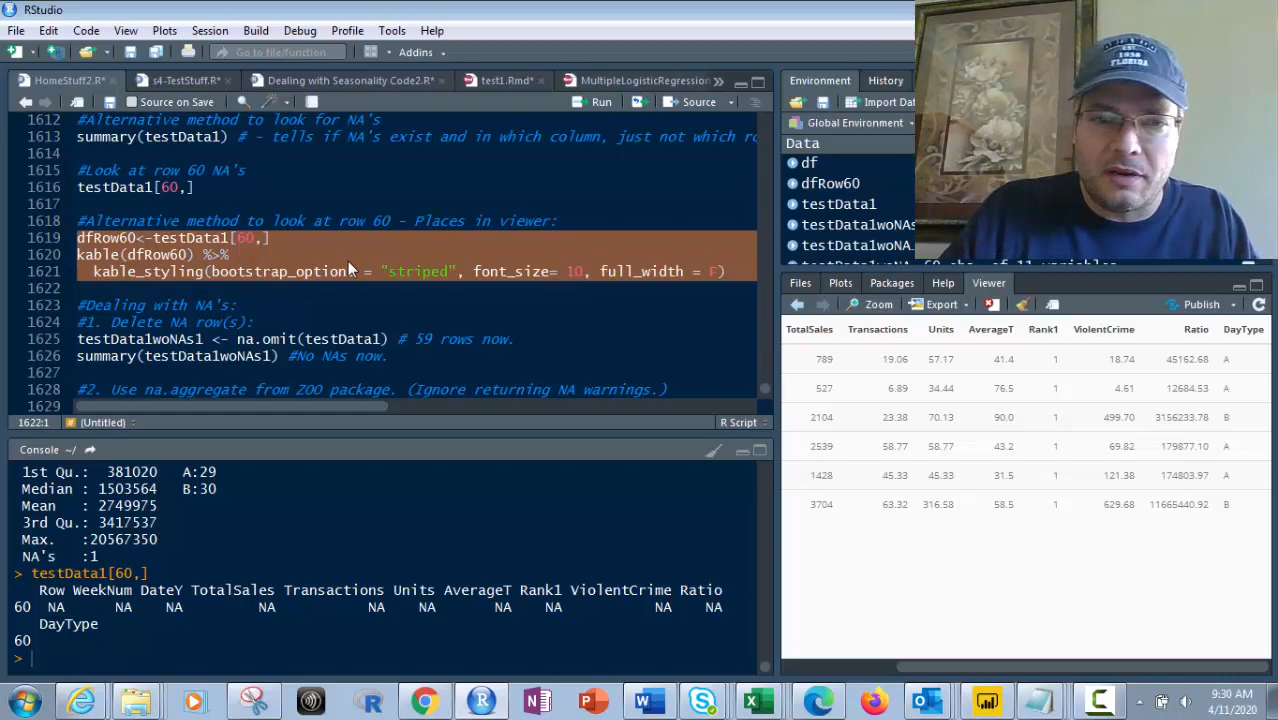 RStudio
File Edit Code View Plots Session Build Debug Profile Tools Help
Go to file/function Addins
HomeStuff2.R* s4-TestStuff.R* Dealing with Seasonality Code2.R* test1.Rmd* MultipleLogisticRegression
Source on Save Run Source
1612 #Alternative method to look for NA's
1613 summary(testData1) # - tells if NA's exist and in which column, just not which ro
1614
1615 #Look at row 60 NA's
1616 testData1[60,]
1617
1618 #Alternative method to look at row 60 - Places in viewer:
1619 dfRow60<-testData1[60,]
1620 kable(dfRow60) %>%
1621 kable_styling(bootstrap_option = "striped", font_size= 10, full_width = F)
1622
1623 #Dealing with NA's:
1624 #1. Delete NA row(s):
1625 testData1woNAs1 <- na.omit(testData1) # 59 rows now.
1626 summary(testData1woNAs1) #No NAs now.
1627
1628 #2. Use na.aggregate from ZOO package. (Ignore returning NA warnings.)
1629
1622:1 # (Untitled) R Script
Console ~/
1st Qu.: 381020 A:29
Median : 1503564 B:30
Mean : 2749975
3rd Qu.: 3417537
Max. :20567350
NA's :1
> testData1[60,]
Row WeekNum DateY TotalSales Transactions Units AverageT Rank1 ViolentCrime Ratio
60 NA NA NA NA NA NA NA NA NA NA
DayType
60
>
Environment History
Import Da
Global Environment
Data
df
dfRow60
testData1
testData1woNAs
Files Plots Packages Help Viewer
Zoom Export Publish
TotalSales Transactions Units AverageT Rank1 ViolentCrime Ratio DayType
789 19.06 57.17 41.4 1 18.74 45162.68 A
527 6.89 34.44 76.5 1 4.61 12684.53 A
2104 23.38 70.13 90.0 1 499.70 3156233.78 B
2539 58.77 58.77 43.2 1 69.82 179877.10 A
1428 45.33 45.33 31.5 1 121.38 174803.97 A
3704 63.32 316.58 58.5 1 629.68 11665440.92 B
ORLANDO
EST.
1938
FLORIDA
9:30 AM
4/11/2020